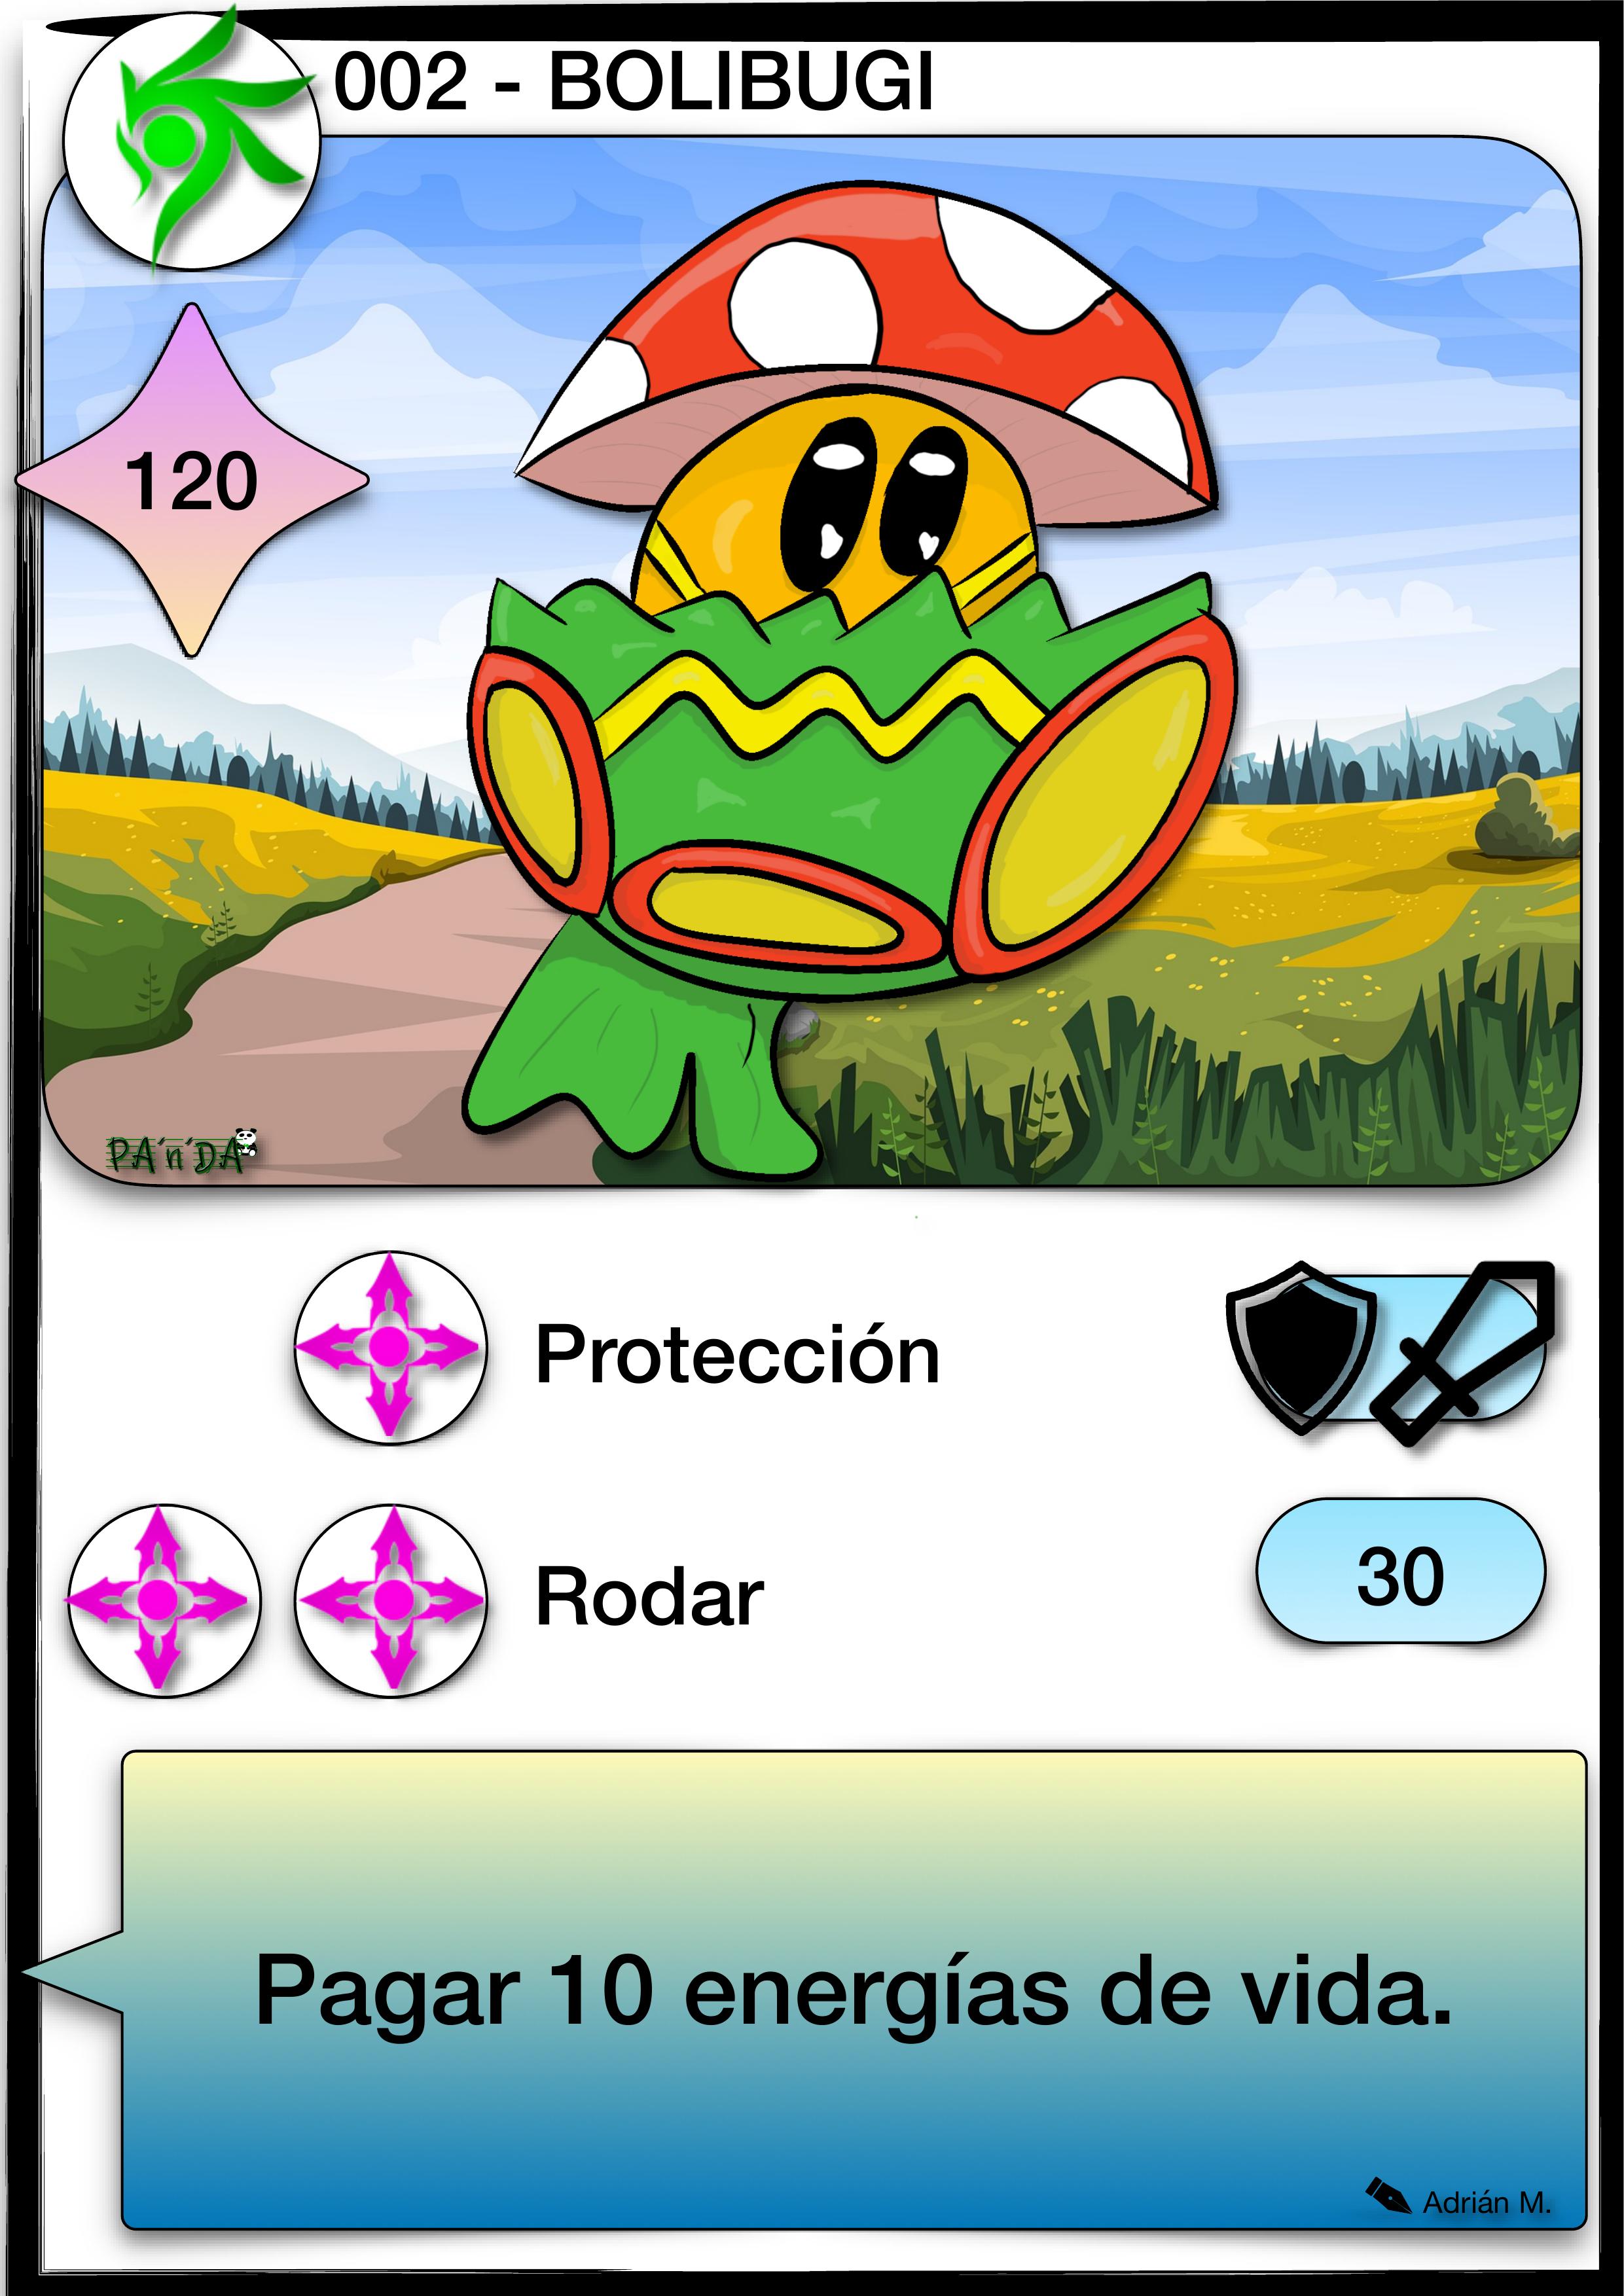 002 - BOLIBUGI
120
PA´n´DA
Protección
Rodar
30
Pagar 10 energías de vida.
Adrián M.